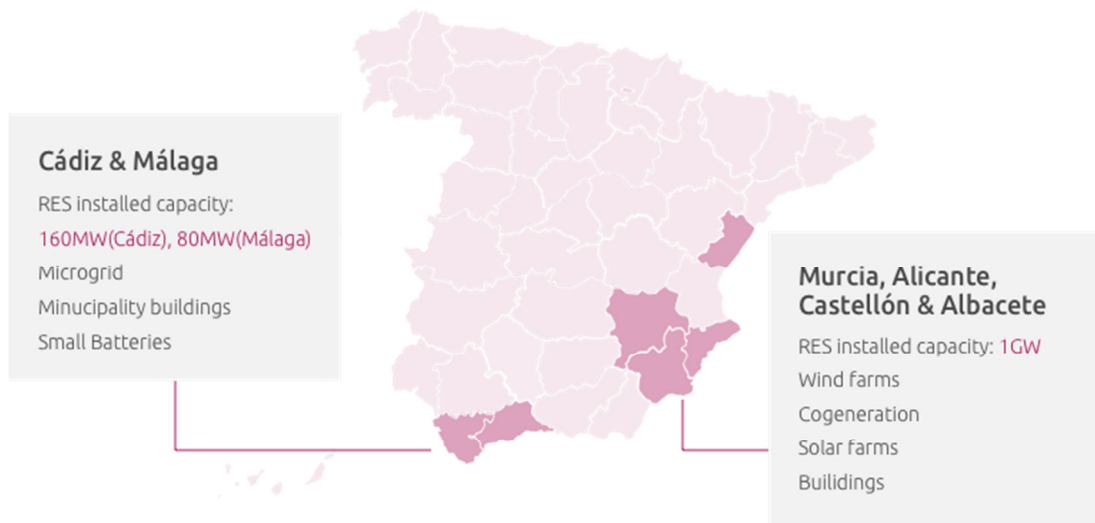 Cádiz & Málaga
RES installed capacity:
160MW(Cádiz), 80MW(Málaga)
Microgrid
Minucipality buildings
Small Batteries
Murcia, Alicante,
Castellón & Albacete
RES installed capacity: 1GW
Wind farms
Cogeneration
Solar farms
Builidings